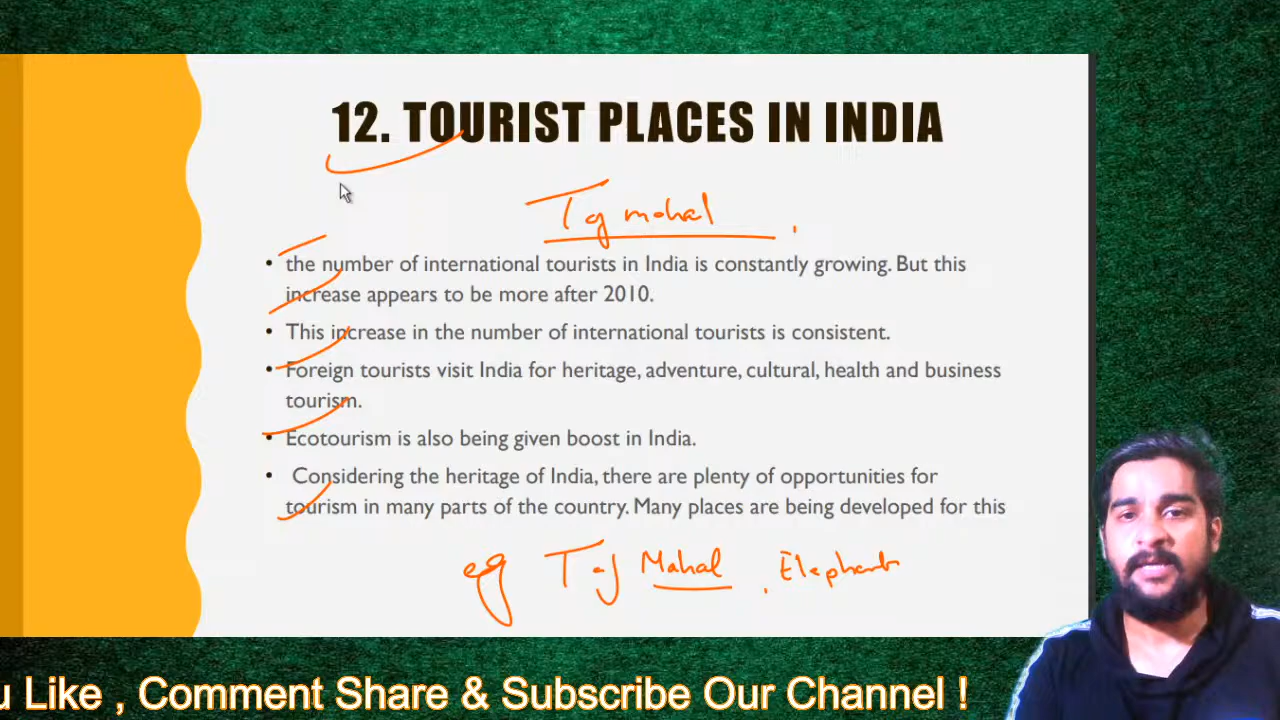 12. TOURIST PLACES IN INDIA
Taj mahal
• the number of international tourists in India is constantly growing. But this
increase appears to be more after 2010.
• This increase in the number of international tourists is consistent.
• Foreign tourists visit India for heritage, adventure, cultural, health and business
tourism.
• Ecotourism is also being given boost in India.
• Considering the heritage of India, there are plenty of opportunities for
tourism in many parts of the country. Many places are being developed for this
eg Taj Mahal, Elephanta
u Like , Comment Share & Subscribe Our Channel !